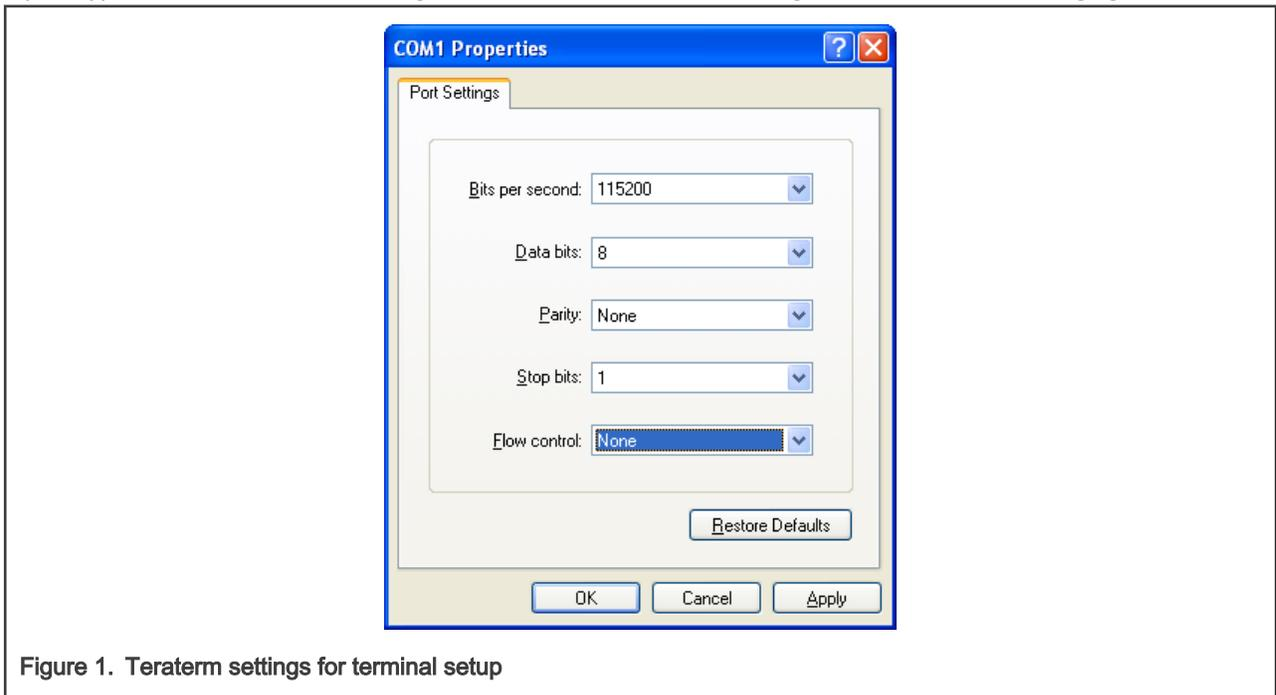 COM1 Properties
Port Settings
Bits per second: 115200
Data bits: 8
Parity: None
Stop bits: 1
Flow control: None
Restore Defaults
OK Cancel Apply
Figure 1. Teraterm settings for terminal setup